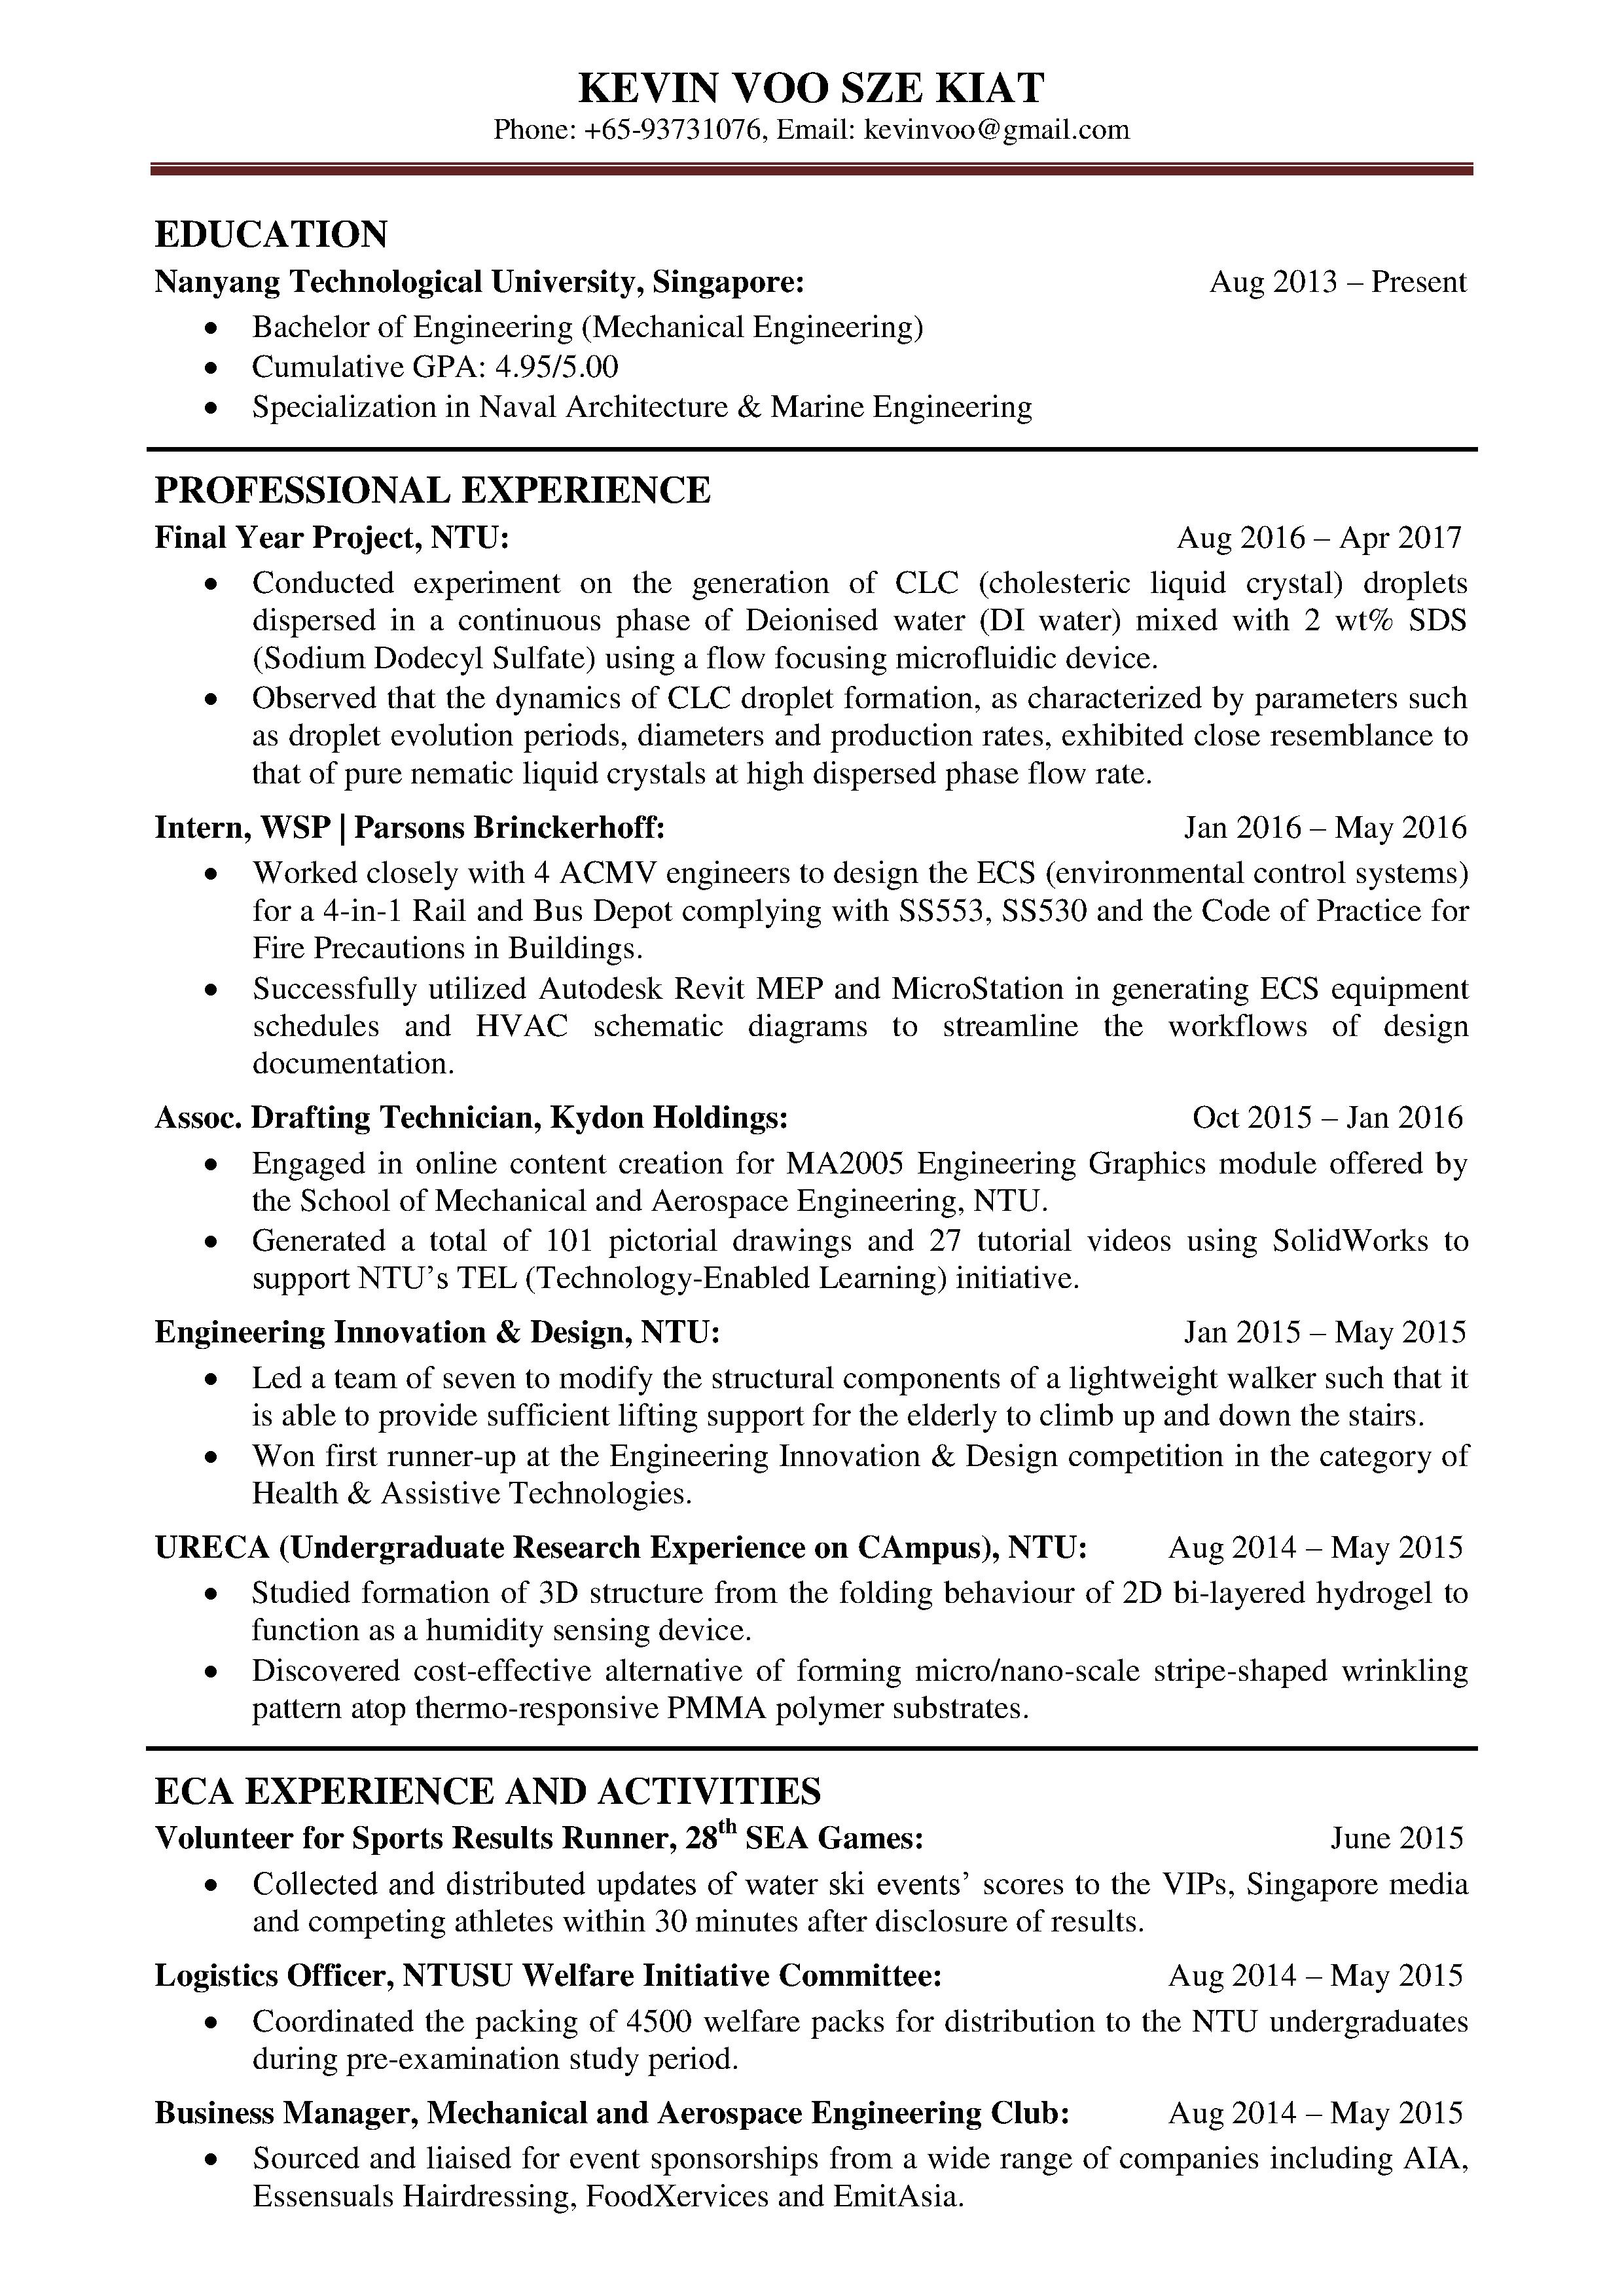 KEVIN VOO SZE KIAT
Phone: +65-93731076, Email: kevinvoo@gmail.com
EDUCATION
Nanyang Technological University, Singapore: Aug 2013 – Present
• Bachelor of Engineering (Mechanical Engineering)
• Cumulative GPA: 4.95/5.00
• Specialization in Naval Architecture & Marine Engineering
PROFESSIONAL EXPERIENCE
Final Year Project, NTU: Aug 2016 – Apr 2017
• Conducted experiment on the generation of CLC (cholesteric liquid crystal) droplets
dispersed in a continuous phase of Deionised water (DI water) mixed with 2 wt% SDS
(Sodium Dodecyl Sulfate) using a flow focusing microfluidic device.
• Observed that the dynamics of CLC droplet formation, as characterized by parameters such
as droplet evolution periods, diameters and production rates, exhibited close resemblance to
that of pure nematic liquid crystals at high dispersed phase flow rate.
Intern, WSP | Parsons Brinckerhoff: Jan 2016 – May 2016
• Worked closely with 4 ACMV engineers to design the ECS (environmental control systems)
for a 4-in-1 Rail and Bus Depot complying with SS553, SS530 and the Code of Practice for
Fire Precautions in Buildings.
• Successfully utilized Autodesk Revit MEP and MicroStation in generating ECS equipment
schedules and HVAC schematic diagrams to streamline the workflows of design
documentation.
Assoc. Drafting Technician, Kydon Holdings: Oct 2015 – Jan 2016
• Engaged in online content creation for MA2005 Engineering Graphics module offered by
the School of Mechanical and Aerospace Engineering, NTU.
• Generated a total of 101 pictorial drawings and 27 tutorial videos using SolidWorks to
support NTU’s TEL (Technology-Enabled Learning) initiative.
Engineering Innovation & Design, NTU: Jan 2015 – May 2015
• Led a team of seven to modify the structural components of a lightweight walker such that it
is able to provide sufficient lifting support for the elderly to climb up and down the stairs.
• Won first runner-up at the Engineering Innovation & Design competition in the category of
Health & Assistive Technologies.
URECA (Undergraduate Research Experience on CAmpus), NTU: Aug 2014 – May 2015
• Studied formation of 3D structure from the folding behaviour of 2D bi-layered hydrogel to
function as a humidity sensing device.
• Discovered cost-effective alternative of forming micro/nano-scale stripe-shaped wrinkling
pattern atop thermo-responsive PMMA polymer substrates.
ECA EXPERIENCE AND ACTIVITIES
Volunteer for Sports Results Runner, 28th SEA Games: June 2015
• Collected and distributed updates of water ski events’ scores to the VIPs, Singapore media
and competing athletes within 30 minutes after disclosure of results.
Logistics Officer, NTUSU Welfare Initiative Committee: Aug 2014 – May 2015
• Coordinated the packing of 4500 welfare packs for distribution to the NTU undergraduates
during pre-examination study period.
Business Manager, Mechanical and Aerospace Engineering Club: Aug 2014 – May 2015
• Sourced and liaised for event sponsorships from a wide range of companies including AIA,
Essensuals Hairdressing, FoodXervices and EmitAsia.